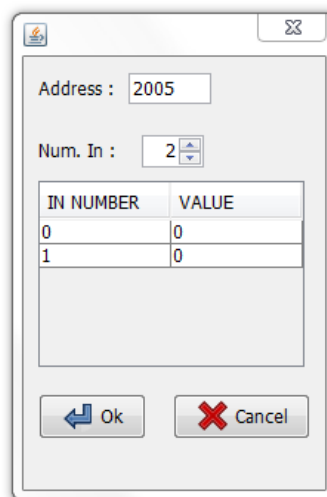 Address : 2005
Num. In : 2
IN NUMBER VALUE
0 0
1 0
Ok Cancel